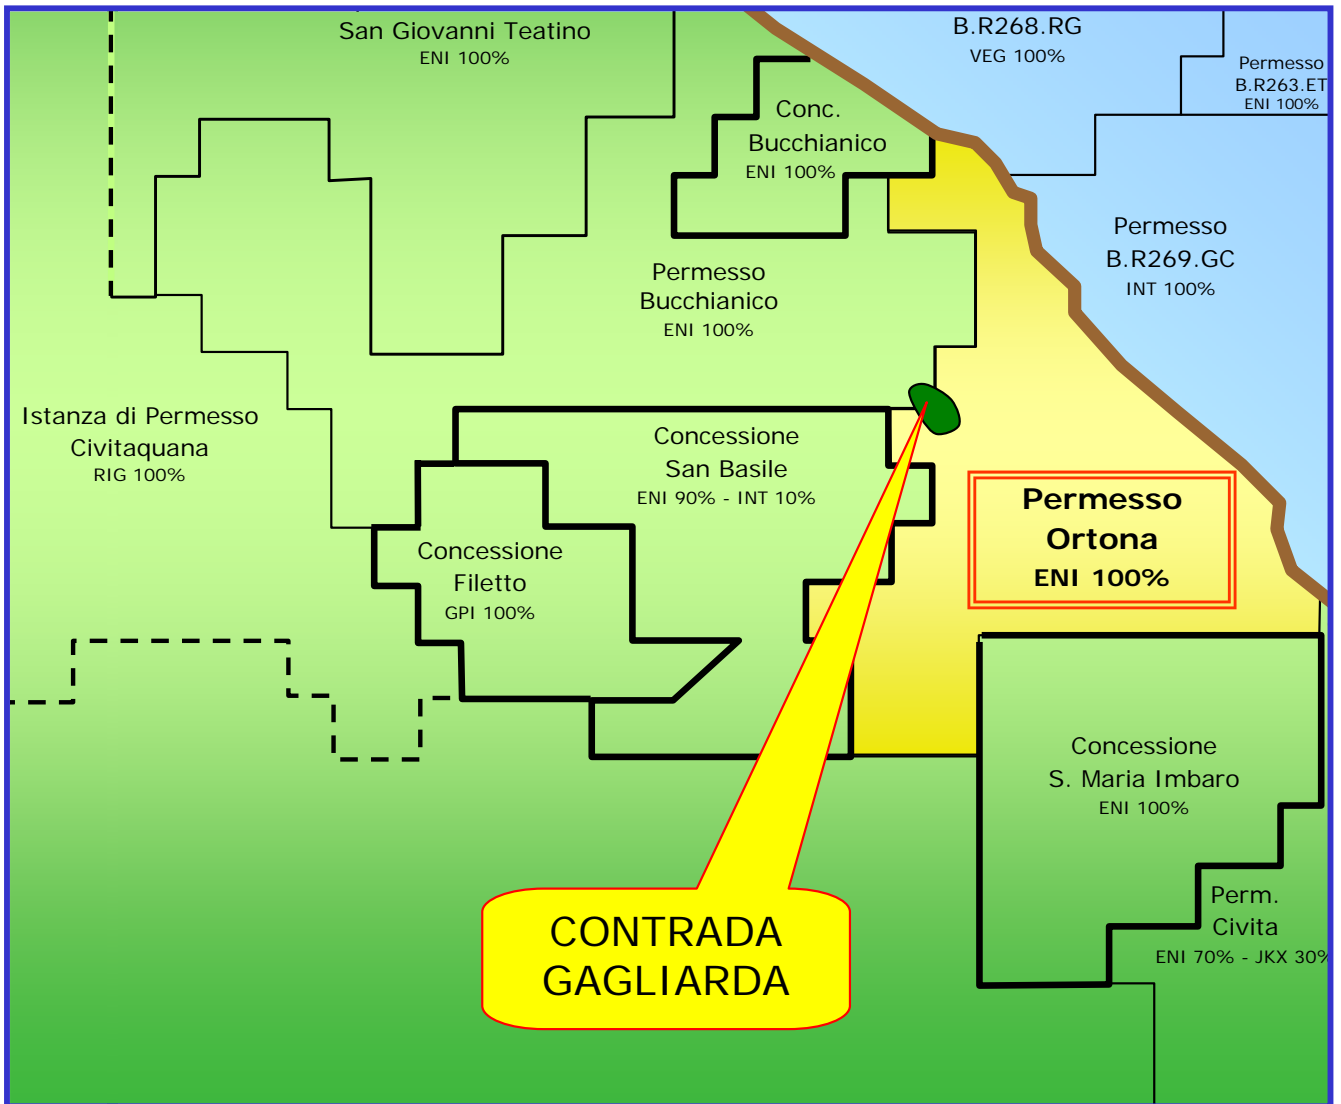 San Giovanni Teatino
ENI 100%
B.R268.RG
VEG 100%
Permesso
B.R263.ET
ENI 100%
Conc.
Bucchianico
ENI 100%
Permesso
B.R269.GC
INT 100%
Permesso
Bucchianico
ENI 100%
Istanza di Permesso
Civitaquana
RIG 100%
Concessione
San Basile
ENI 90% - INT 10%
Permesso
Ortona
ENI 100%
Concessione
Filetto
GPI 100%
Concessione
S. Maria Imbaro
ENI 100%
Perm.
Civita
ENI 70% - JKX 30%
CONTRADA
GAGLIARDA